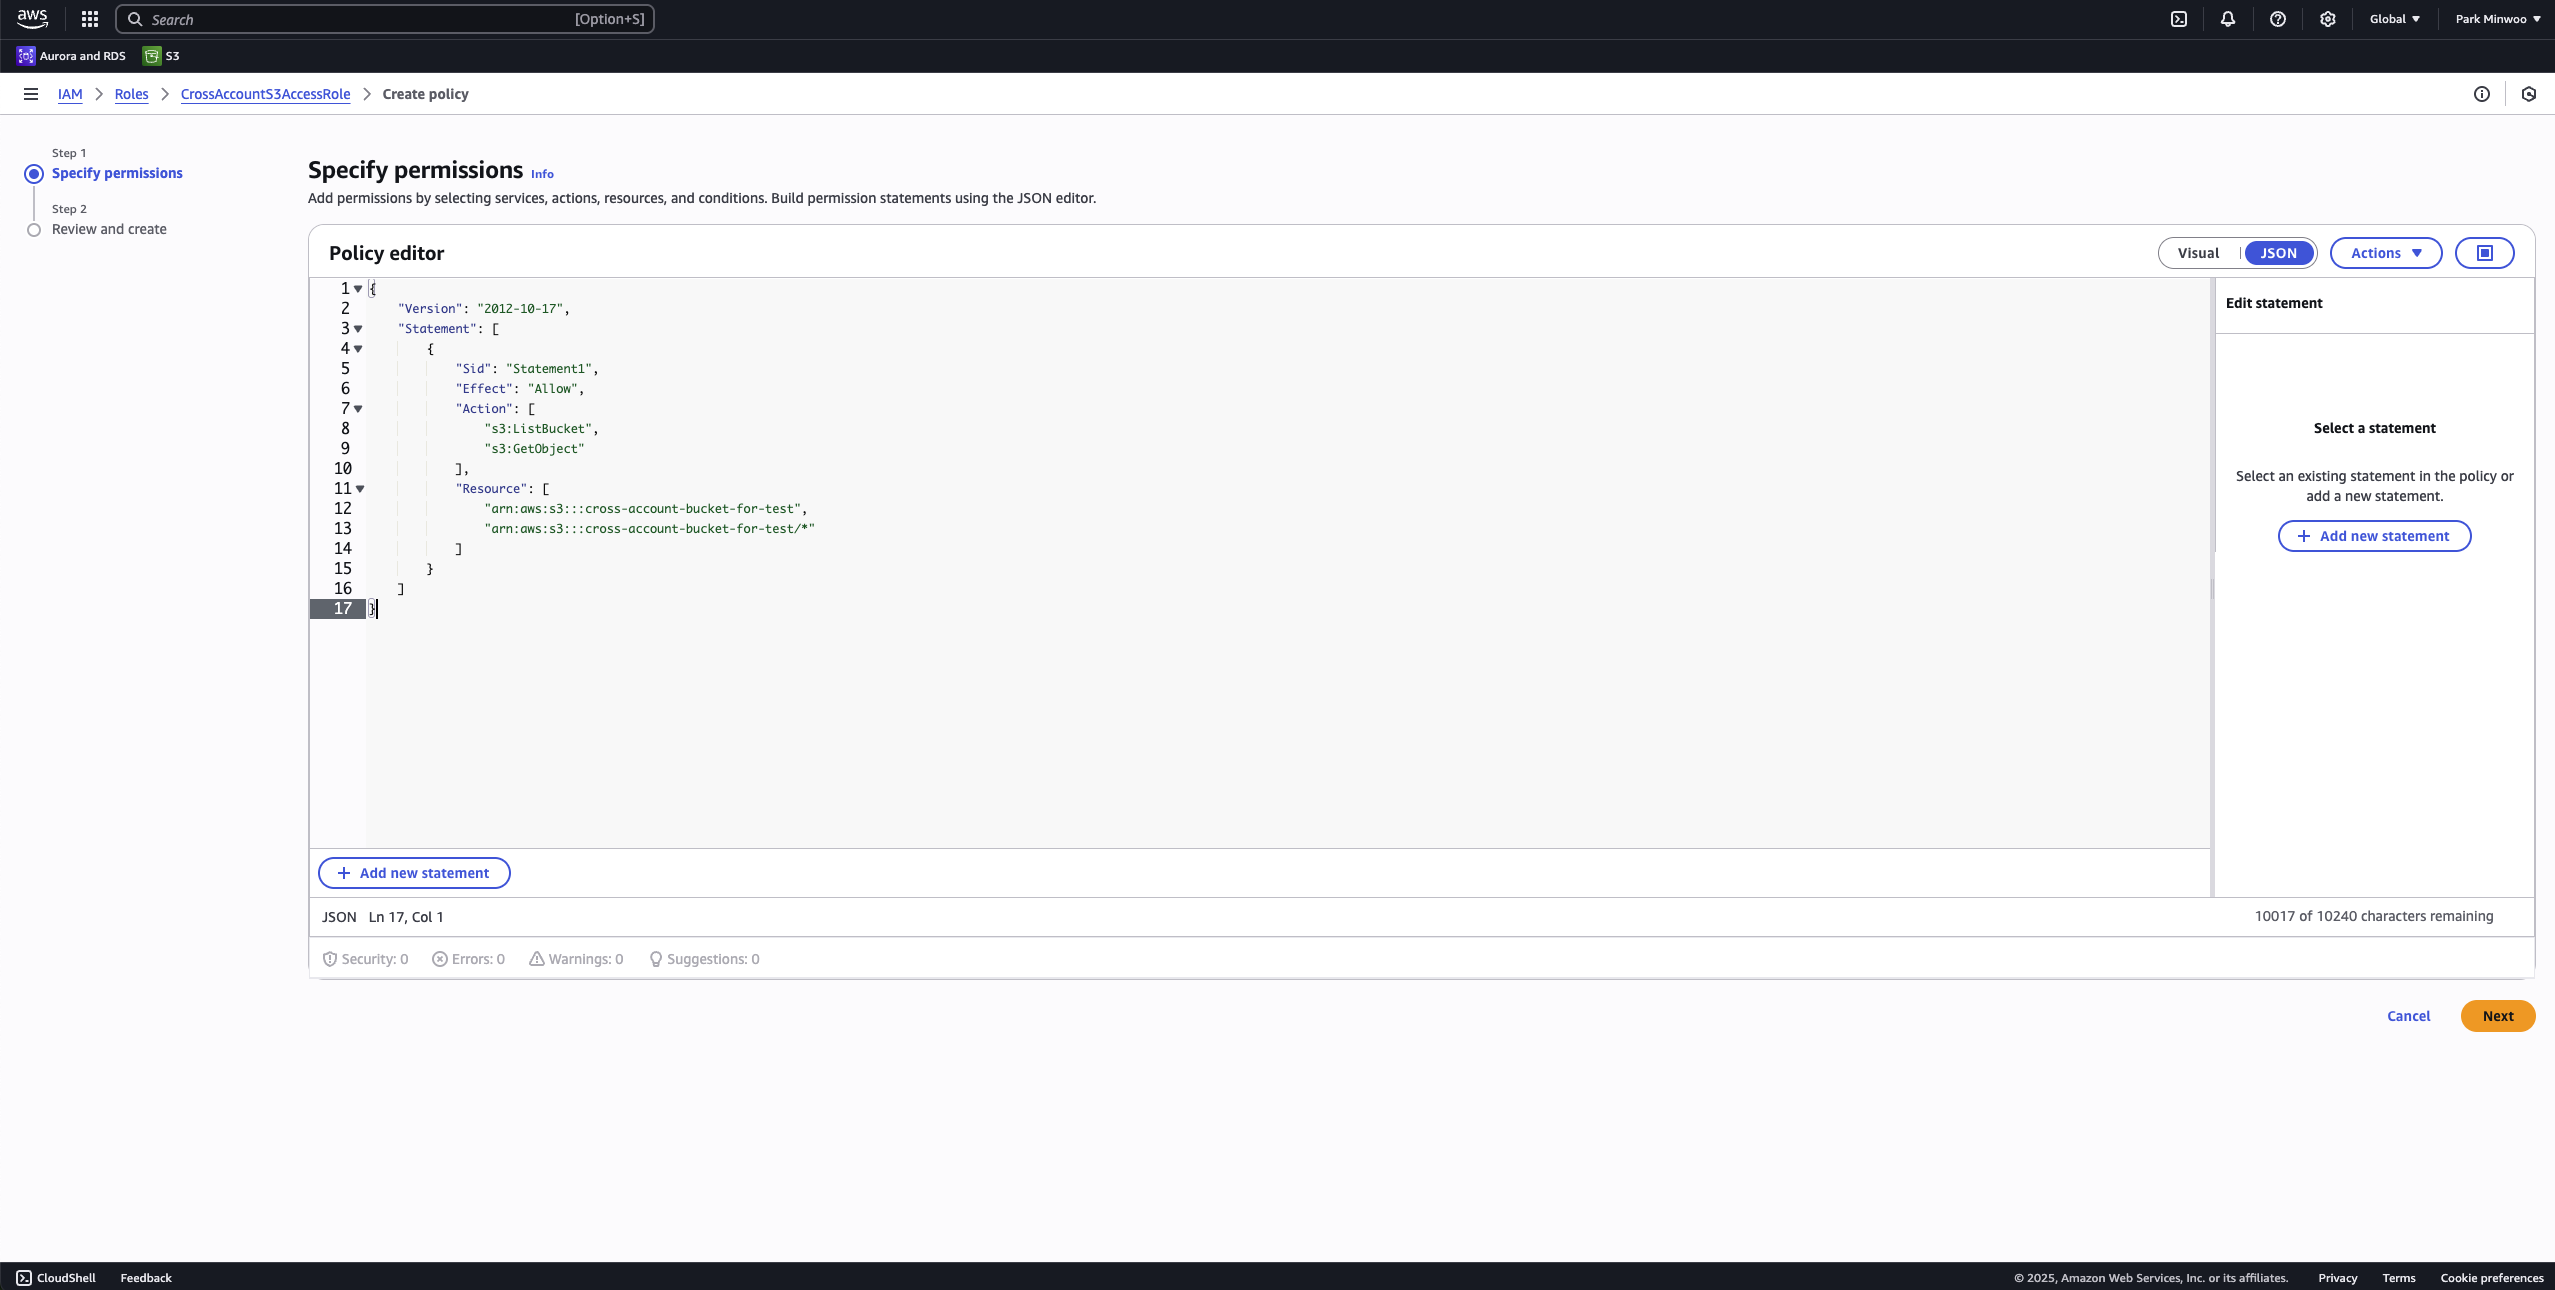 aws Search [Option+S] Global Park Minwoo
Aurora and RDS S3
IAM Roles CrossAccountS3AccessRole Create policy
Step 1
Specify permissions
Step 2
Review and create
Specify permissions Info
Add permissions by selecting services, actions, resources, and conditions. Build permission statements using the JSON editor.
Policy editor
Visual JSON Actions
1 {
2 "Version": "2012-10-17",
3 "Statement": [
4 {
5 "Sid": "Statement1",
6 "Effect": "Allow",
7 "Action": [
8 "s3:ListBucket",
9 "s3:GetObject"
10 ],
11 "Resource": [
12 "arn:aws:s3:::cross-account-bucket-for-test",
13 "arn:aws:s3:::cross-account-bucket-for-test/*"
14 ]
15 }
16 ]
17 }
Edit statement
Select a statement
Select an existing statement in the policy or
add a new statement.
+ Add new statement
+ Add new statement
JSON Ln 17, Col 1 10017 of 10240 characters remaining
Security: 0 Errors: 0 Warnings: 0 Suggestions: 0
Cancel Next
CloudShell Feedback © 2025, Amazon Web Services, Inc. or its affiliates. Privacy Terms Cookie preferences